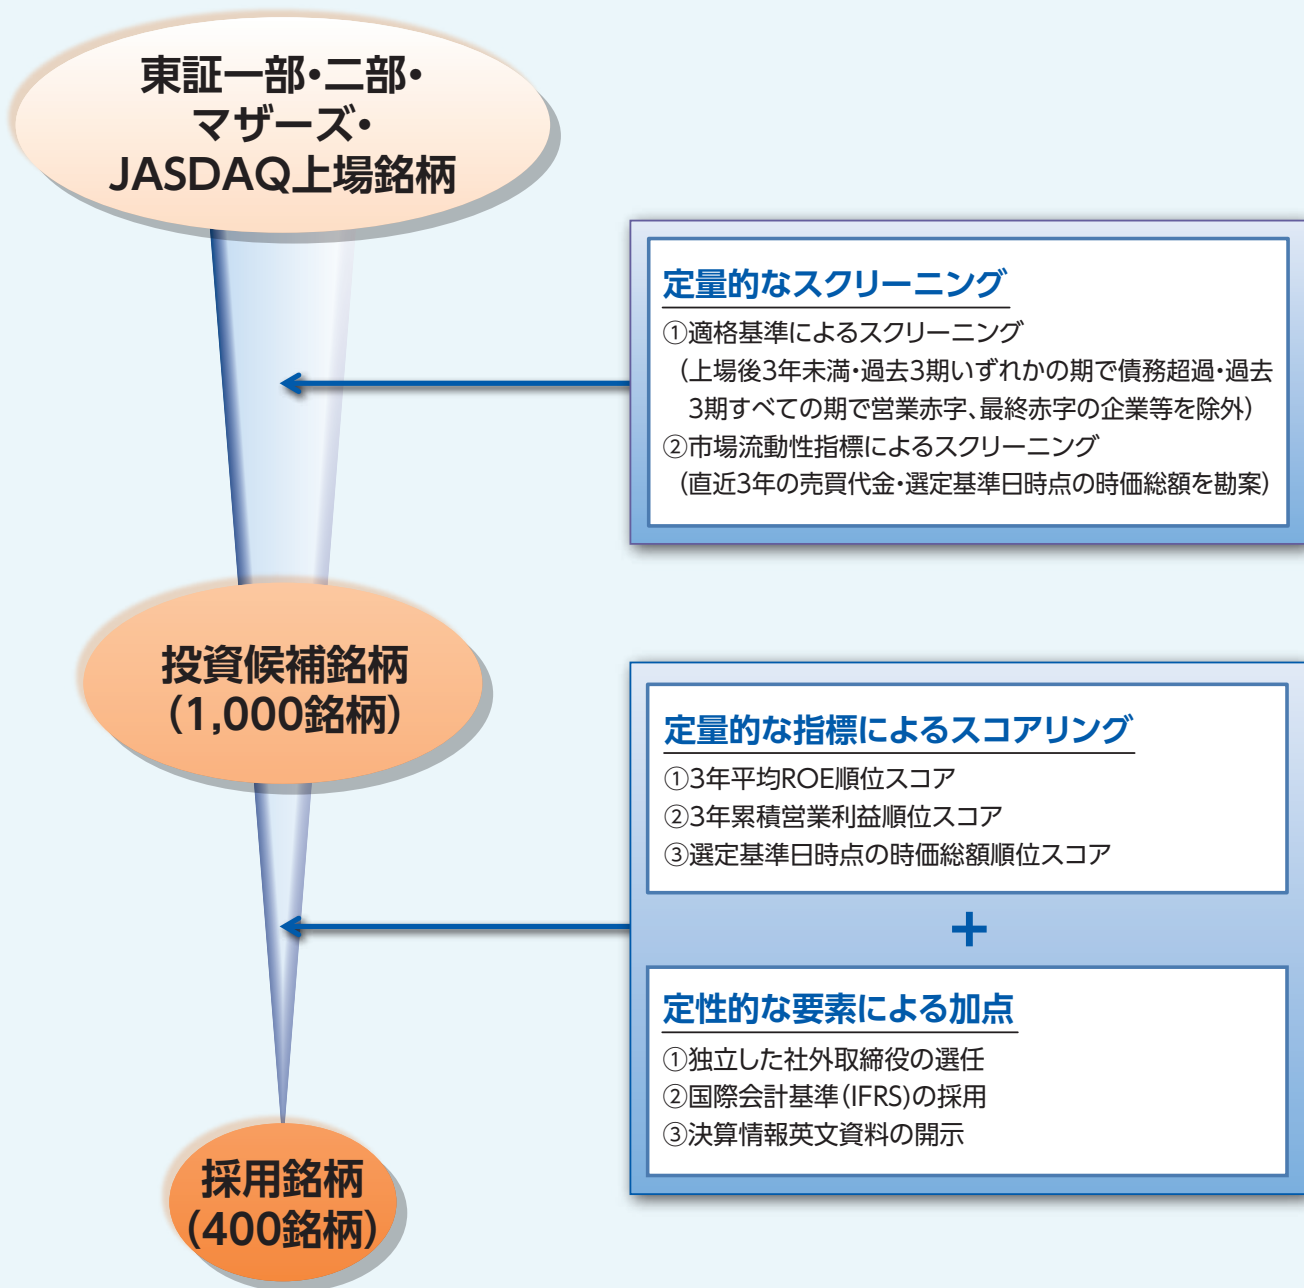 東証一部・二部・
マザーズ・
JASDAQ上場銘柄
定量的なスクリーニング
①適格基準によるスクリーニング
（上場後3年未満・過去3期いずれかの期で債務超過・過去
3期すべての期で営業赤字、最終赤字の企業等を除外）
②市場流動性指標によるスクリーニング
（直近3年の売買代金・選定基準日時点の時価総額を勘案）
投資候補銘柄
（1,000銘柄）
定量的な指標によるスコアリング
①3年平均ROE順位スコア
②3年累積営業利益順位スコア
③選定基準日時点の時価総額順位スコア
+
定性的な要素による加点
①独立した社外取締役の選任
②国際会計基準（IFRS)の採用
③決算情報英文資料の開示
採用銘柄
（400銘柄）